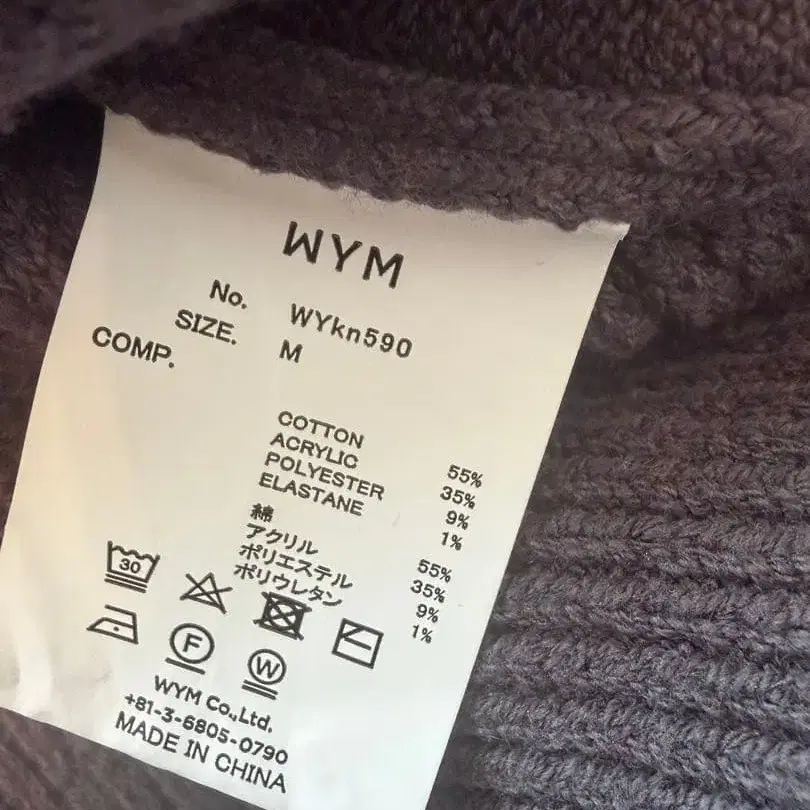 WYM
No. WYkn590
SIZE. M
COMP.
COTTON 55%
ACRYLIC 35%
POLYESTER 9%
ELASTANE 1%
綿 55%
アクリル 35%
ポリエステル 9%
ポリウレタン 1%
30
F
W
WYM Co.,Ltd.
+81-3-6805-0790
MADE IN CHINA